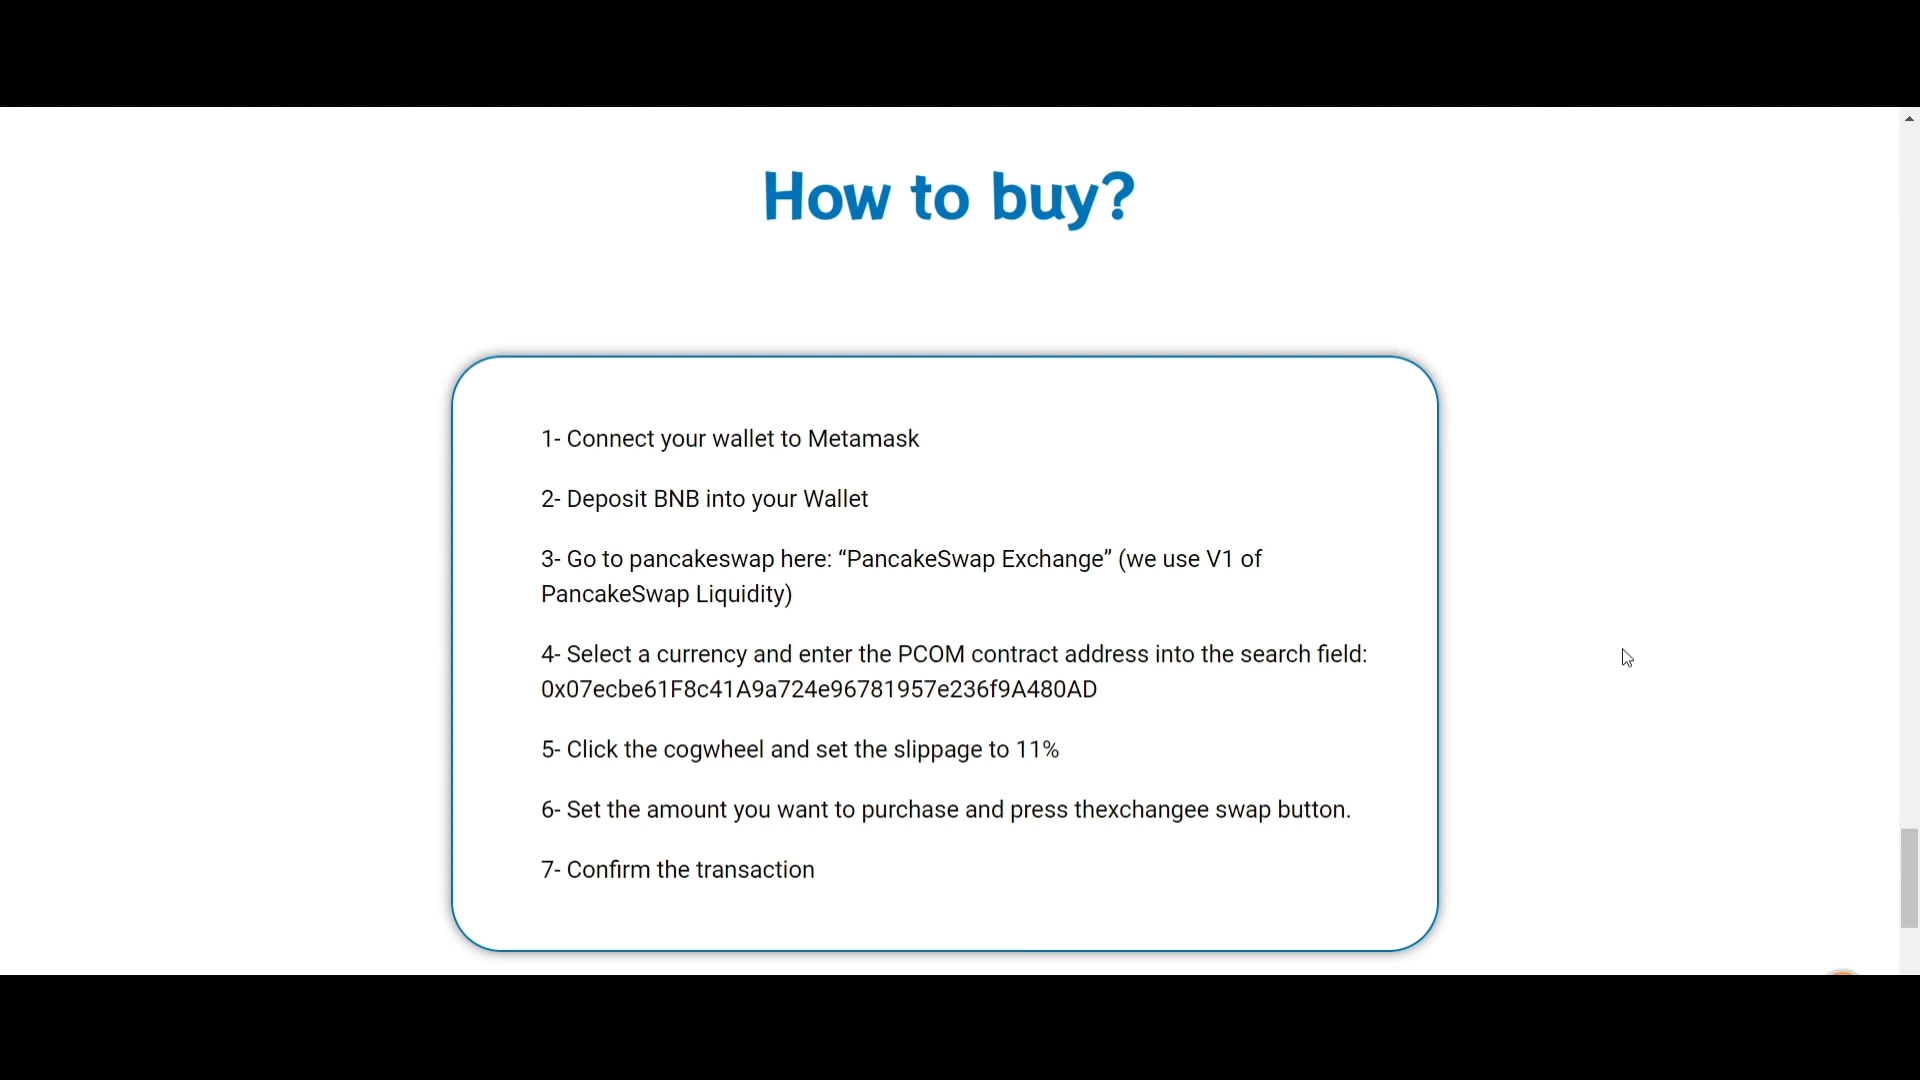 How to buy?
1- Connect your wallet to Metamask
2- Deposit BNB into your Wallet
3- Go to pancakeswap here: “PancakeSwap Exchange” (we use V1 of
PancakeSwap Liquidity)
4- Select a currency and enter the PCOM contract address into the search field:
0x07ecbe61F8c41A9a724e96781957e236f9A480AD
5- Click the cogwheel and set the slippage to 11%
6- Set the amount you want to purchase and press thexchangee swap button.
7- Confirm the transaction